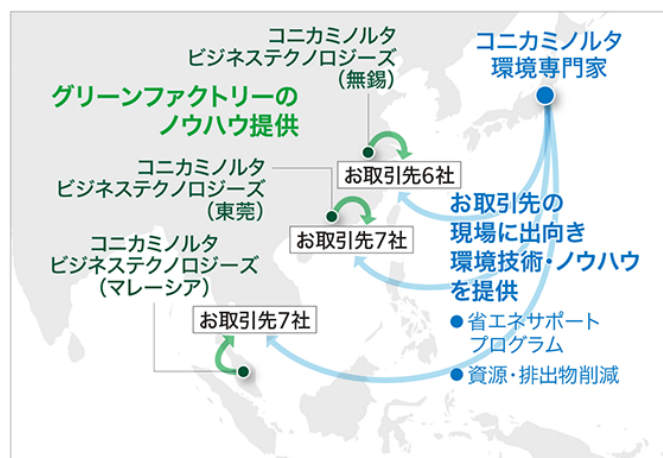 コニカミノルタ
ビジネステクノロジーズ
(無錫)
コニカミノルタ
環境専門家
グリーンファクトリーの
ノウハウ提供
お取引先6社
コニカミノルタ
ビジネステクノロジーズ
(東莞)
お取引先7社
コニカミノルタ
ビジネステクノロジーズ
(マレーシア)
お取引先7社
お取引先の
現場に出向き
環境技術・ノウハウ
を提供
●省エネサポート
プログラム
●資源・排出物削減